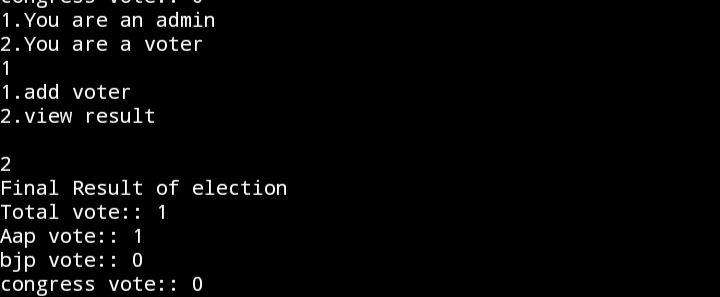 congress vote:: 0
1.You are an admin
2.You are a voter
1
1.add voter
2.view result
2
Final Result of election
Total vote:: 1
Aap vote:: 1
bjp vote:: 0
congress vote:: 0